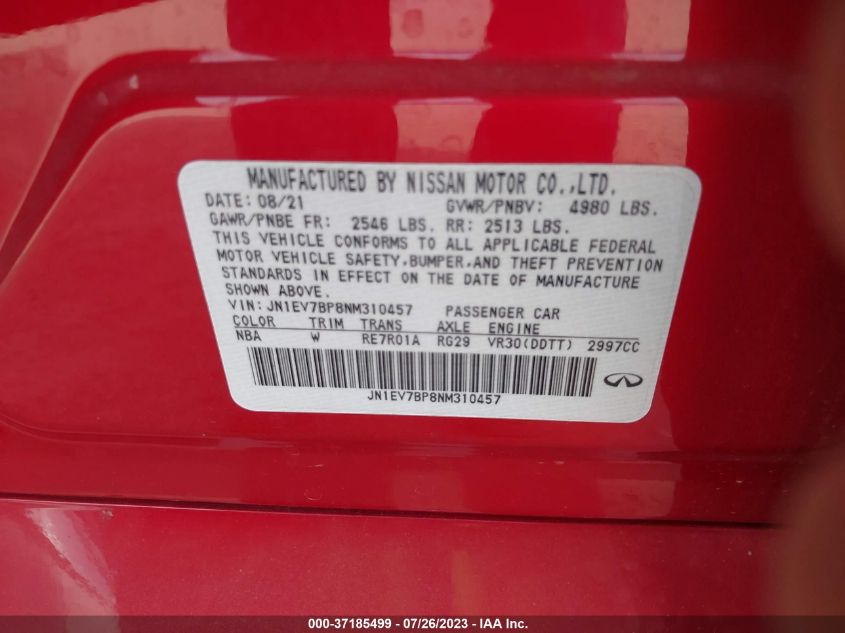 MANUFACTURED BY NISSAN MOTOR CO.,LTD.
DATE: 08/21 GVWR/PNBV: 4980 LBS.
GAWR/PNBE FR: 2546 LBS. RR: 2513 LBS.
THIS VEHICLE CONFORMS TO ALL APPLICABLE FEDERAL
MOTOR VEHICLE SAFETY,BUMPER,AND THEFT PREVENTION
STANDARDS IN EFFECT ON THE DATE OF MANUFACTURE
SHOWN ABOVE.
VIN:JN1EV7BP8NM310457 PASSENGER CAR
COLOR TRIM TRANS AXLE ENGINE
NBA W RE7R01A RG29 VR30(DDTT) 2997CC
JN1EV7BP8NM310457
000-37185499 - 07/26/2023 - IAA Inc.